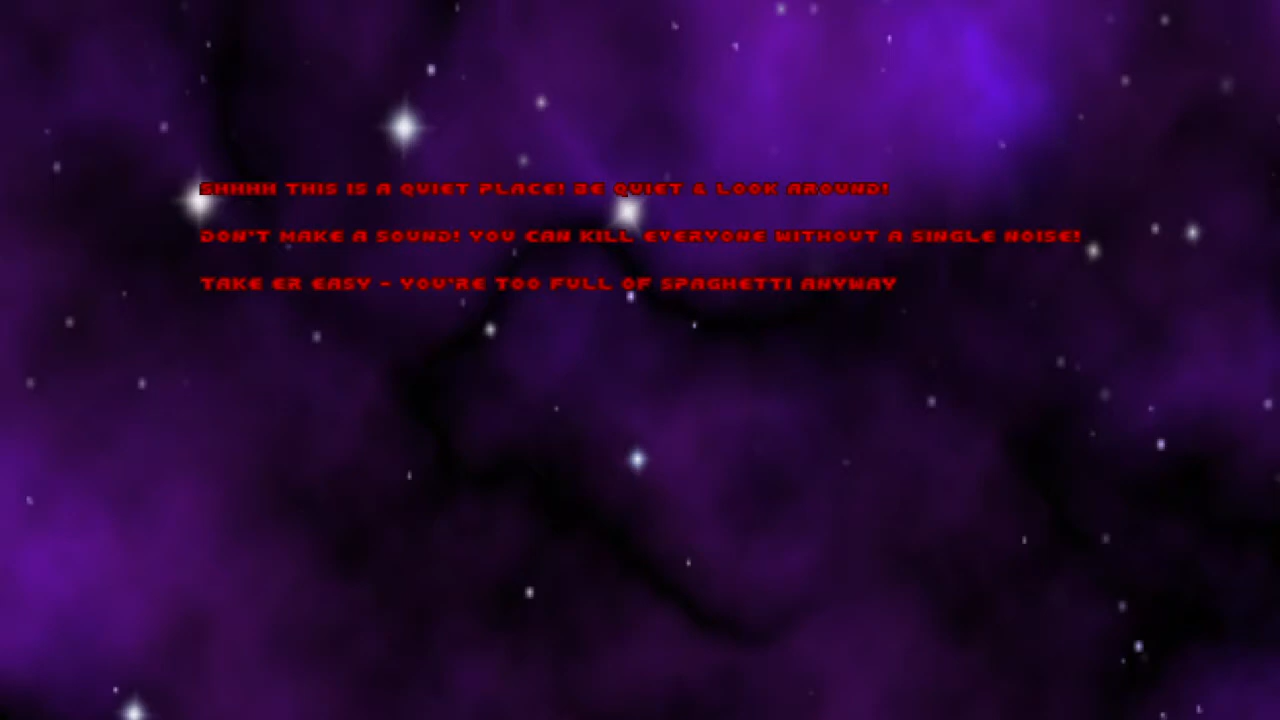 SHHHH THIS IS A QUIET PLACE! BE QUIET & LOOK AROUND!
DON'T MAKE A SOUND! YOU CAN KILL EVERYONE WITHOUT A SINGLE NOISE!
TAKE ER EASY - YOU'RE TOO FULL OF SPAGHETTI ANYWAY